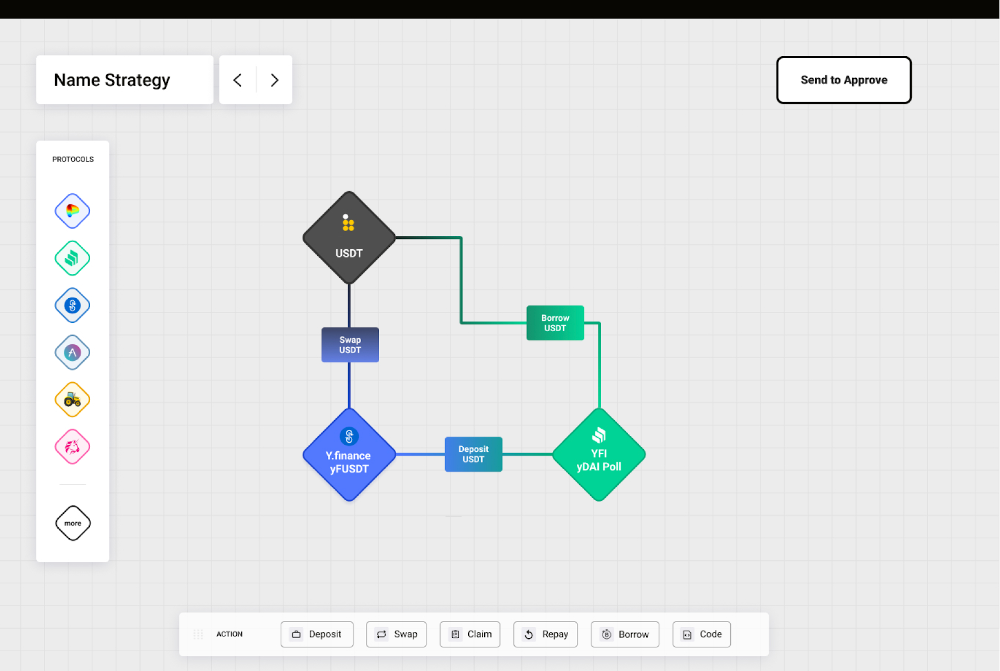 Name Strategy
Send to Approve
PROTOCOLS
USDT
Borrow
USDT
Swap
USDT
Y.finance
yFUSDT
Deposit
USDT
YFI
yDAI Poll
more
ACTION
Deposit
Swap
Claim
Repay
Borrow
Code